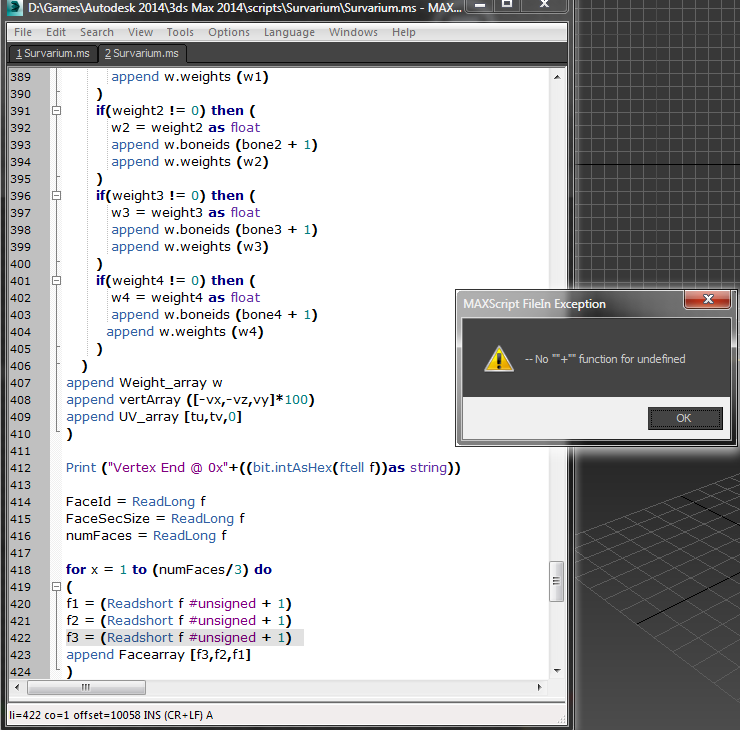 D:\Games\Autodesk 2014\3ds Max 2014\scripts\Survarium\Survarium.ms - MAX...
File Edit Search View Tools Options Language Windows Help
1 Survarium.ms 2 Survarium.ms
389 append w.weights (w1)
390 )
391 if(weight2 != 0) then (
392 w2 = weight2 as float
393 append w.boneids (bone2 + 1)
394 append w.weights (w2)
395 )
396 if(weight3 != 0) then (
397 w3 = weight3 as float
398 append w.boneids (bone3 + 1)
399 append w.weights (w3)
400 )
401 if(weight4 != 0) then (
402 w4 = weight4 as float
403 append w.boneids (bone4 + 1)
404 append w.weights (w4)
405 )
406 )
407 append Weight_array w
408 append vertArray ([-vx,-vz,vy]*100)
409 append UV_array [tu,tv,0]
410 )
411
412 Print ("Vertex End @ 0x"+((bit.intAsHex(ftell f))as string))
413
414 FaceId = ReadLong f
415 FaceSecSize = ReadLong f
416 numFaces = ReadLong f
417
418 for x = 1 to (numFaces/3) do
419 (
420 f1 = (Readshort f #unsigned + 1)
421 f2 = (Readshort f #unsigned + 1)
422 f3 = (Readshort f #unsigned + 1)
423 append Facearray [f3,f2,f1]
424 )
li=422 co=1 offset=10058 INS (CR+LF) A
MAXScript FileIn Exception
-- No ""+"" function for undefined
OK